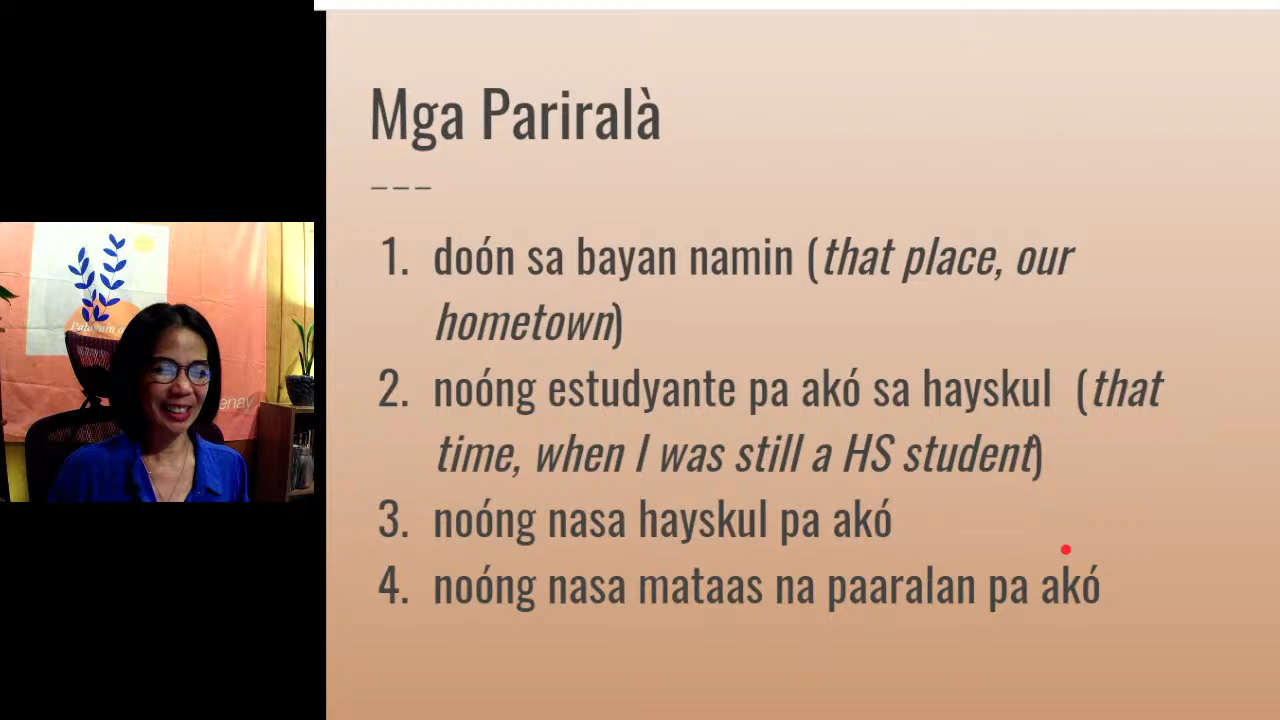 Mga Pariralà
---
1. doón sa bayan namin (that place, our
hometown)
2. noóng estudyante pa akó sa hayskul (that
time, when I was still a HS student)
3. noóng nasa hayskul pa akó
4. noóng nasa mataas na paaralan pa akó